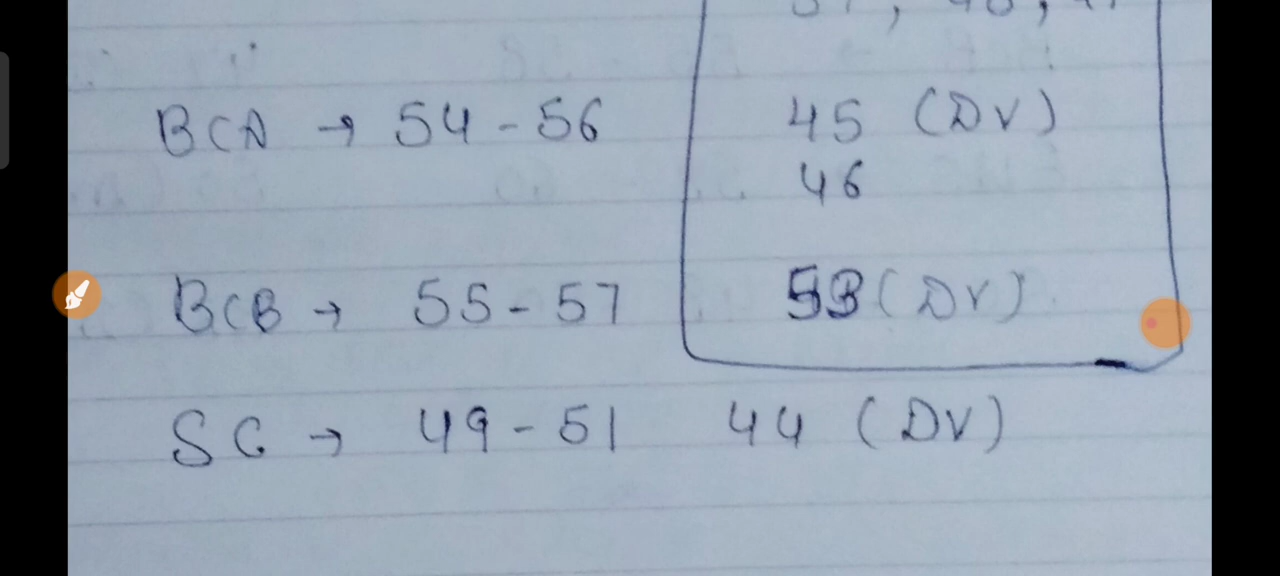 BCA → 54 - 56 45 (DV)
46
BCB → 55 - 57 53 (DV)
SC → 49 - 51 44 (DV)